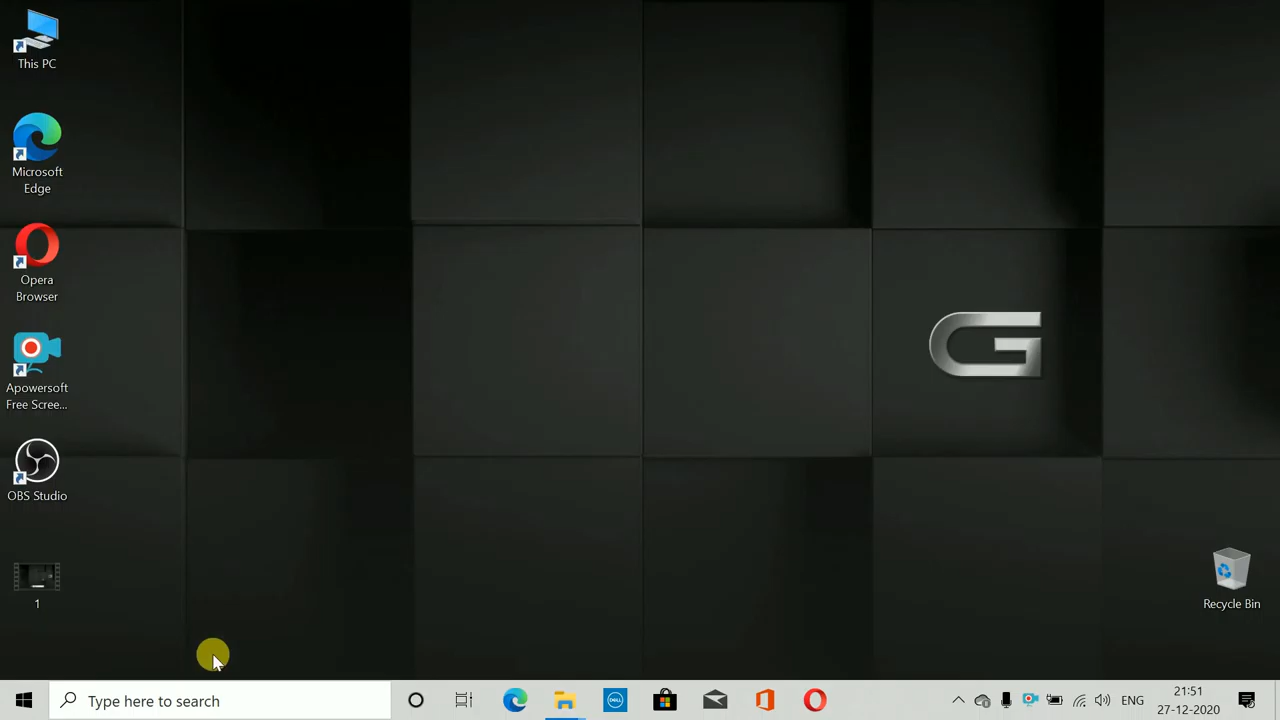 This PC
Microsoft
Edge
Opera
Browser
Apowersoft
Free Scree...
OBS Studio
1
G
Recycle Bin
Type here to search
DELL
ENG
21:51
27-12-2020